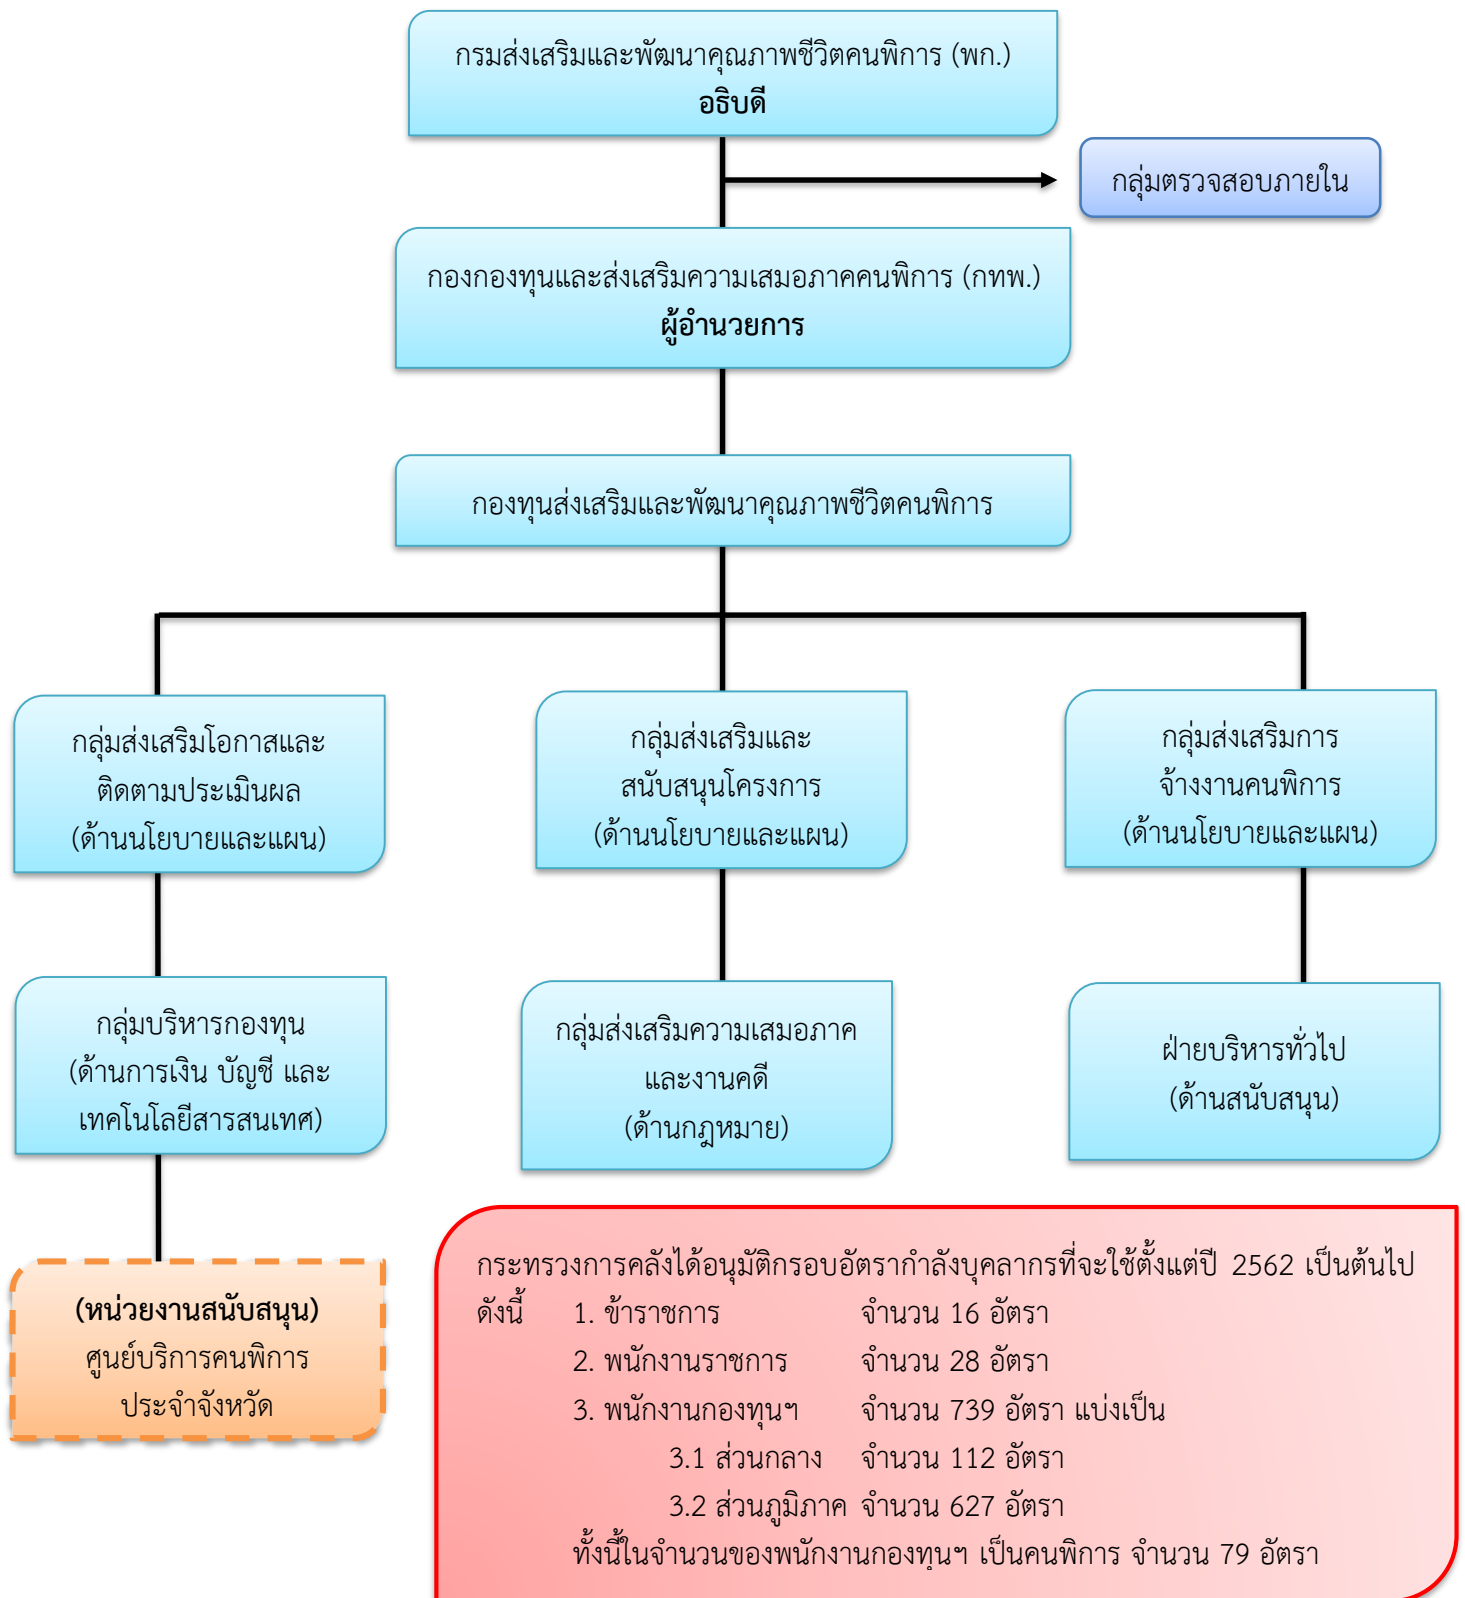 กรมส่งเสริมและพัฒนาคุณภาพชีวิตคนพิการ (พก.)
อธิบดี
กลุ่มตรวจสอบภายใน
กองกองทุนและส่งเสริมความเสมอภาคคนพิการ (กทพ.)
ผู้อำนวยการ
กองทุนส่งเสริมและพัฒนาคุณภาพชีวิตคนพิการ
กลุ่มส่งเสริมโอกาสและ
ติดตามประเมินผล
(ด้านนโยบายและแผน)
กลุ่มส่งเสริมและ
สนับสนุนโครงการ
(ด้านนโยบายและแผน)
กลุ่มส่งเสริมการ
จ้างงานคนพิการ
(ด้านนโยบายและแผน)
กลุ่มบริหารกองทุน
(ด้านการเงิน บัญชี และ
เทคโนโลยีสารสนเทศ)
กลุ่มส่งเสริมความเสมอภาค
และงานคดี
(ด้านกฎหมาย)
ฝ่ายบริหารทั่วไป
(ด้านสนับสนุน)
(หน่วยงานสนับสนุน)
ศูนย์บริการคนพิการ
ประจำจังหวัด
กระทรวงการคลังได้อนุมัติกรอบอัตรากำลังบุคลากรที่จะใช้ตั้งแต่ปี 2562 เป็นต้นไป
ดังนี้ 1. ข้าราชการ จำนวน 16 อัตรา
2. พนักงานราชการ จำนวน 28 อัตรา
3. พนักงานกองทุนฯ จำนวน 739 อัตรา แบ่งเป็น
3.1 ส่วนกลาง จำนวน 112 อัตรา
3.2 ส่วนภูมิภาค จำนวน 627 อัตรา
ทั้งนี้ในจำนวนของพนักงานกองทุนฯ เป็นคนพิการ จำนวน 79 อัตรา